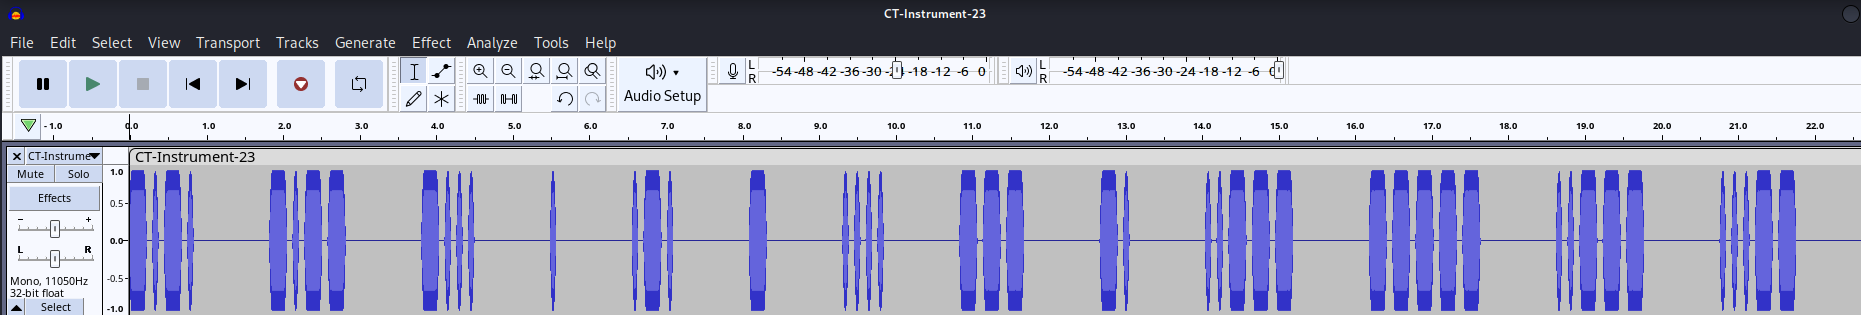 CT-Instrument-23
File Edit Select View Transport Tracks Generate Effect Analyze Tools Help
L
R
-54 -48 -42 -36 -30 -24 -18 -12 -6 0
L
R
-54 -48 -42 -36 -30 -24 -18 -12 -6 0
Audio Setup
-1.0 0.0 1.0 2.0 3.0 4.0 5.0 6.0 7.0 8.0 9.0 10.0 11.0 12.0 13.0 14.0 15.0 16.0 17.0 18.0 19.0 20.0 21.0 22.0
CT-Instrume
CT-Instrument-23
Mute Solo
Effects
- +
L R
Mono, 11050Hz
32-bit float
Select
1.0
0.5
0.0
-0.5
-1.0